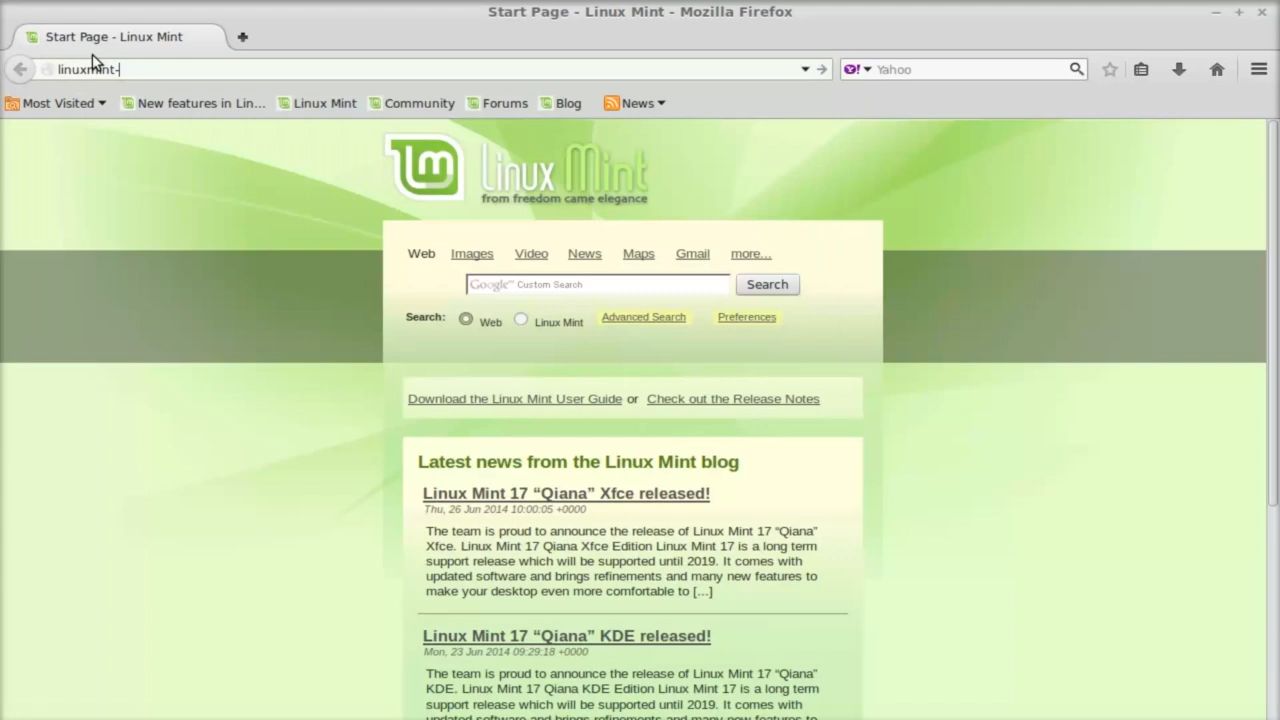 Start Page - Linux Mint - Mozilla Firefox
Start Page - Linux Mint
linuxmint-
Y! Yahoo
Most Visited New features in Lin... Linux Mint Community Forums Blog News
lm Linux Mint
from freedom came elegance
Web Images Video News Maps Gmail more...
Google™ Custom Search Search
Search: Web Linux Mint Advanced Search Preferences
Download the Linux Mint User Guide or Check out the Release Notes
Latest news from the Linux Mint blog
Linux Mint 17 “Qiana” Xfce released!
Thu, 26 Jun 2014 10:00:05 +0000
The team is proud to announce the release of Linux Mint 17 “Qiana”
Xfce. Linux Mint 17 Qiana Xfce Edition Linux Mint 17 is a long term
support release which will be supported until 2019. It comes with
updated software and brings refinements and many new features to
make your desktop even more comfortable to [...]
Linux Mint 17 “Qiana” KDE released!
Mon, 23 Jun 2014 09:29:18 +0000
The team is proud to announce the release of Linux Mint 17 “Qiana”
KDE. Linux Mint 17 Qiana KDE Edition Linux Mint 17 is a long term
support release which will be supported until 2019. It comes with
updated software and brings refinements and many new features to